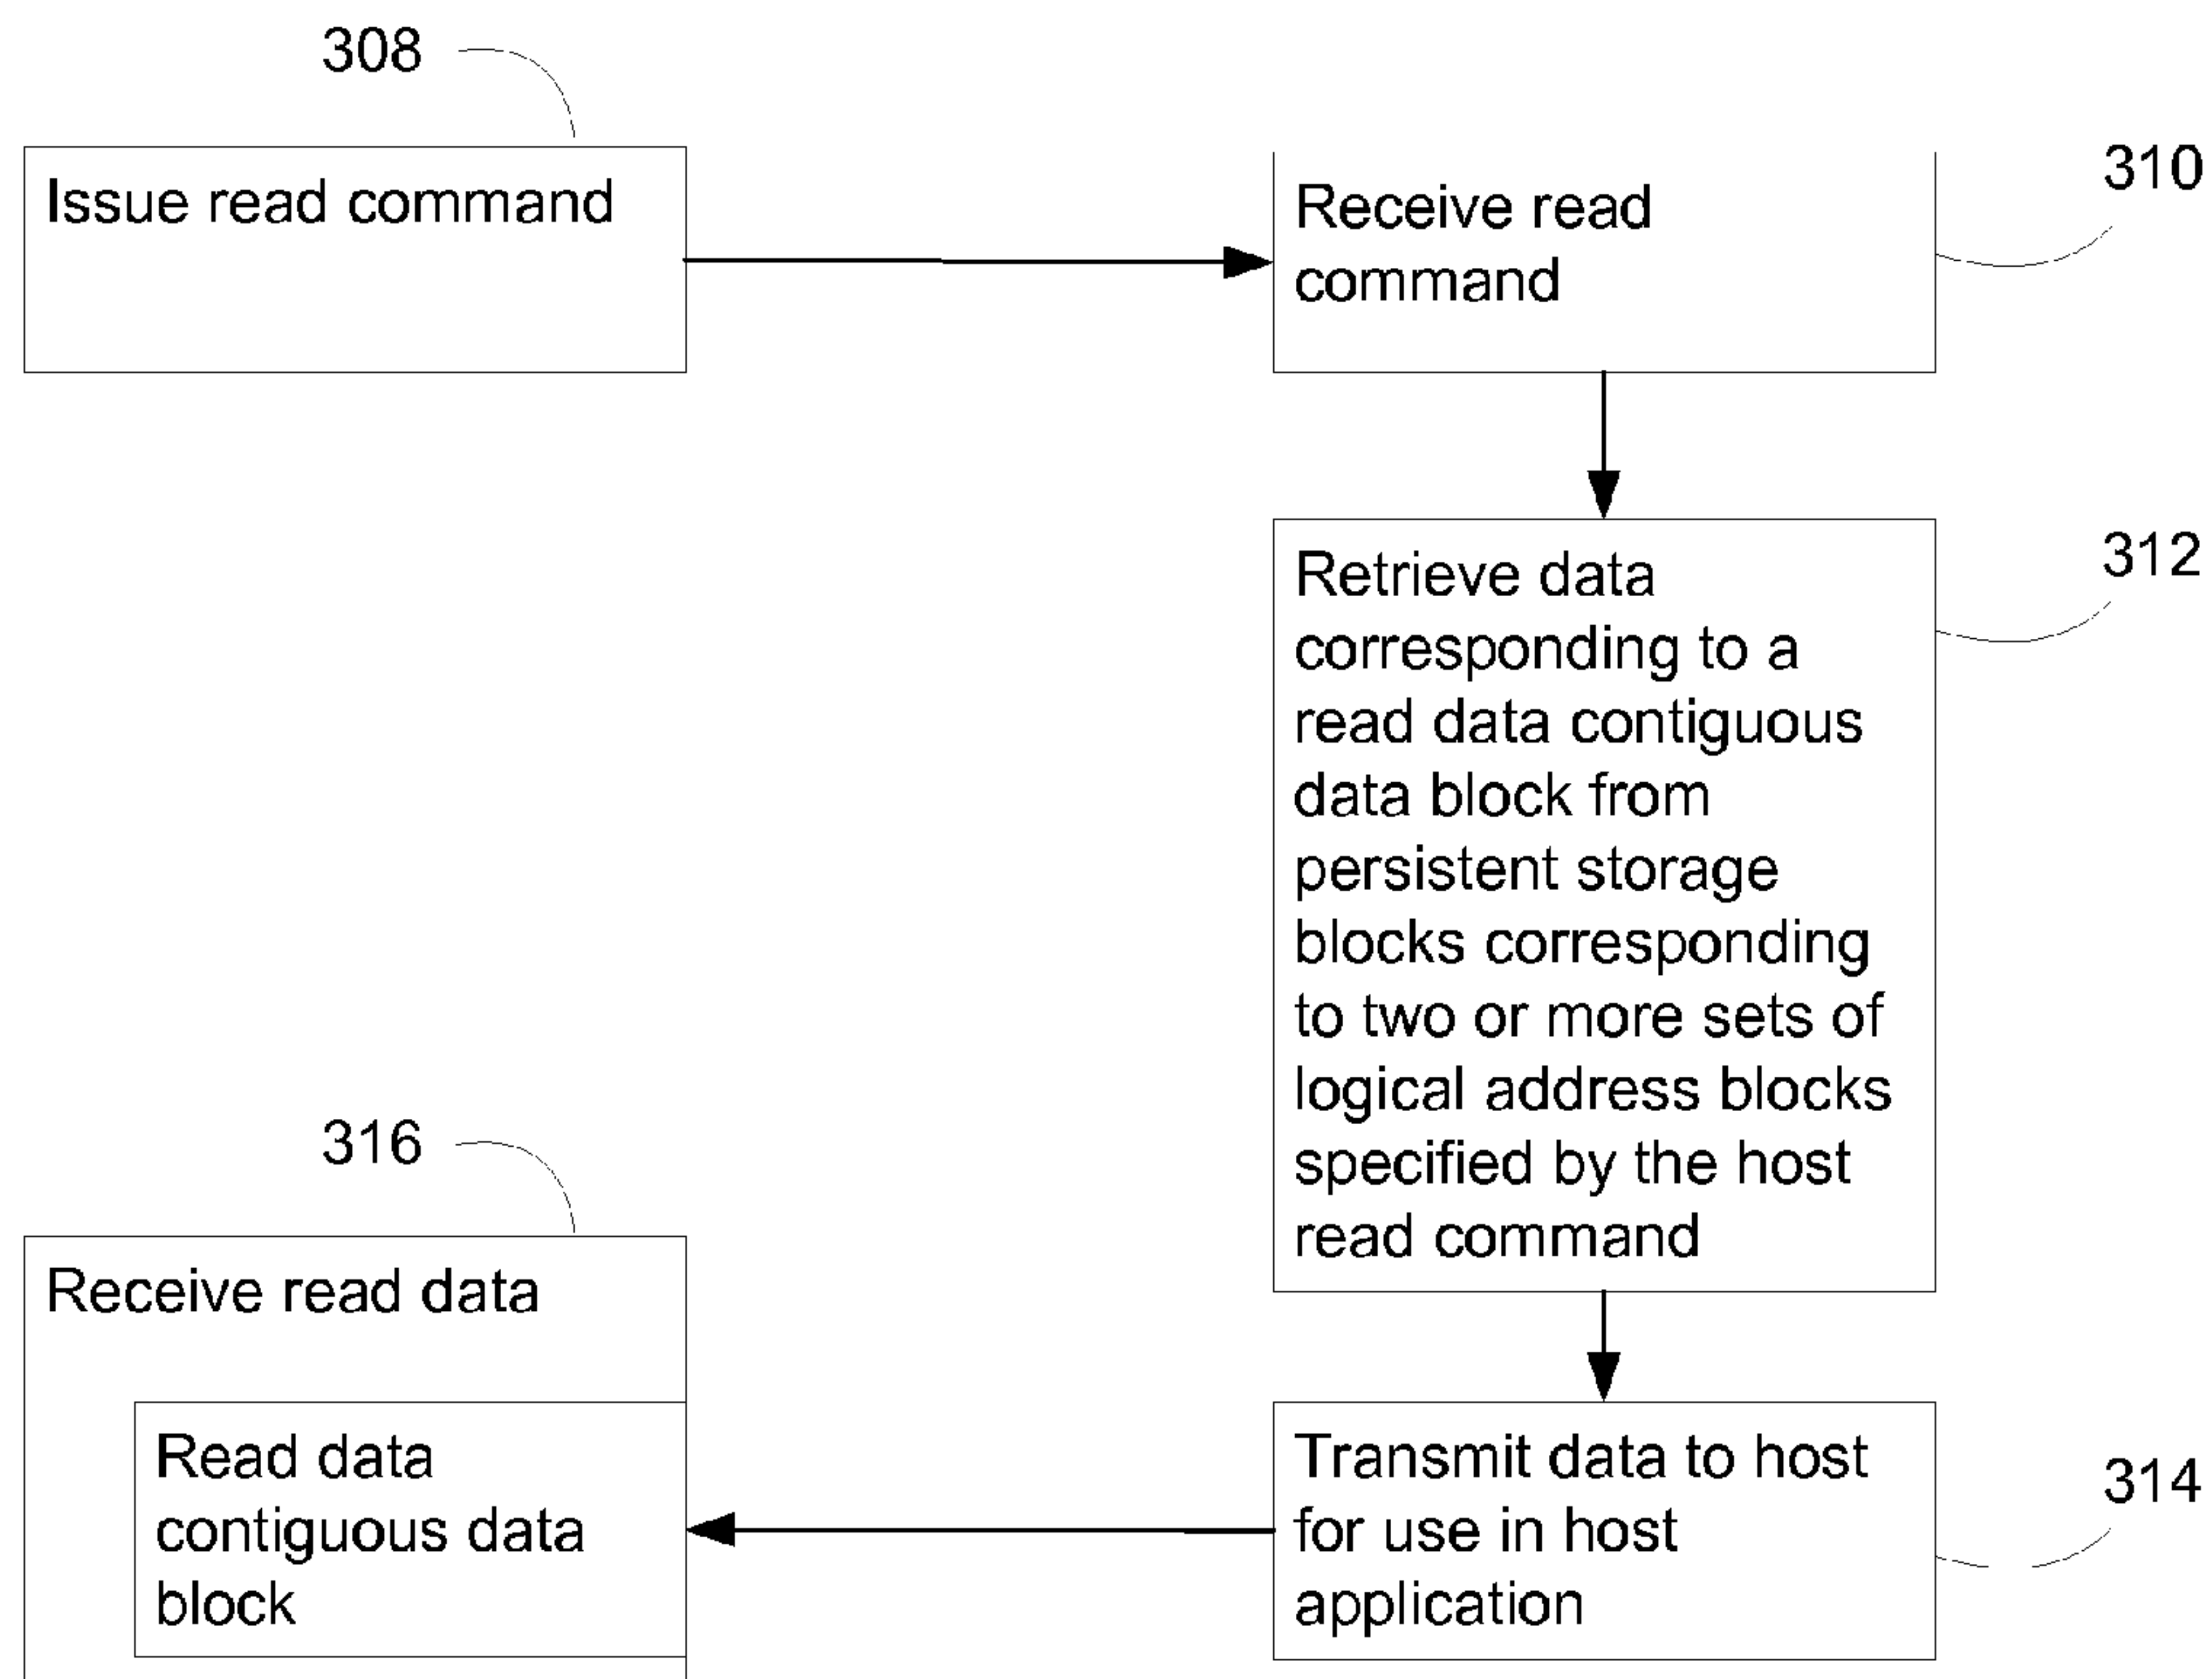 308
Issue read command
310
Receive read
command
312
Retrieve data
corresponding to a
read data contiguous
data block from
persistent storage
blocks corresponding
to two or more sets of
logical address blocks
specified by the host
read command
314
Transmit data to host
for use in host
application
316
Receive read data
Read data
contiguous data
block